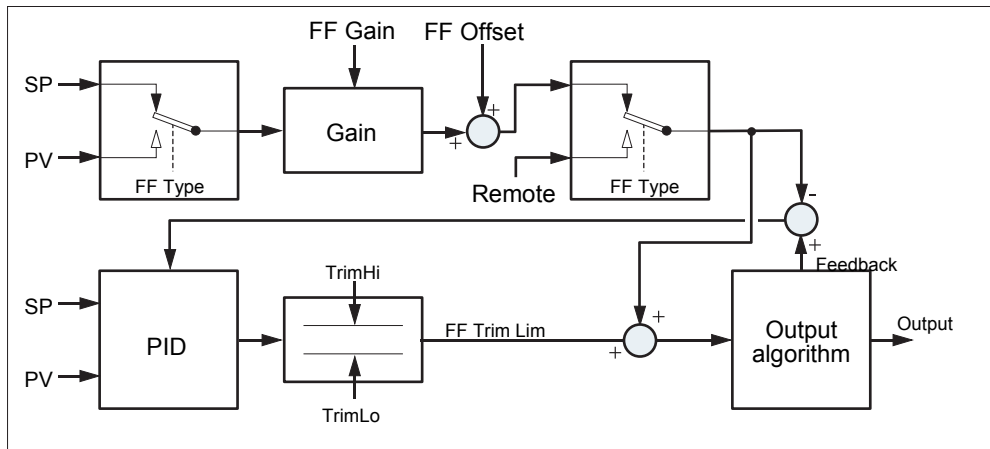 FF Gain
FF Offset
SP
PV
FF Type
Gain
+
+
Remote
FF Type
-
+
Feedback
SP
PV
PID
TrimHi
TrimLo
FF Trim Lim
+
+
Output
algorithm
Output